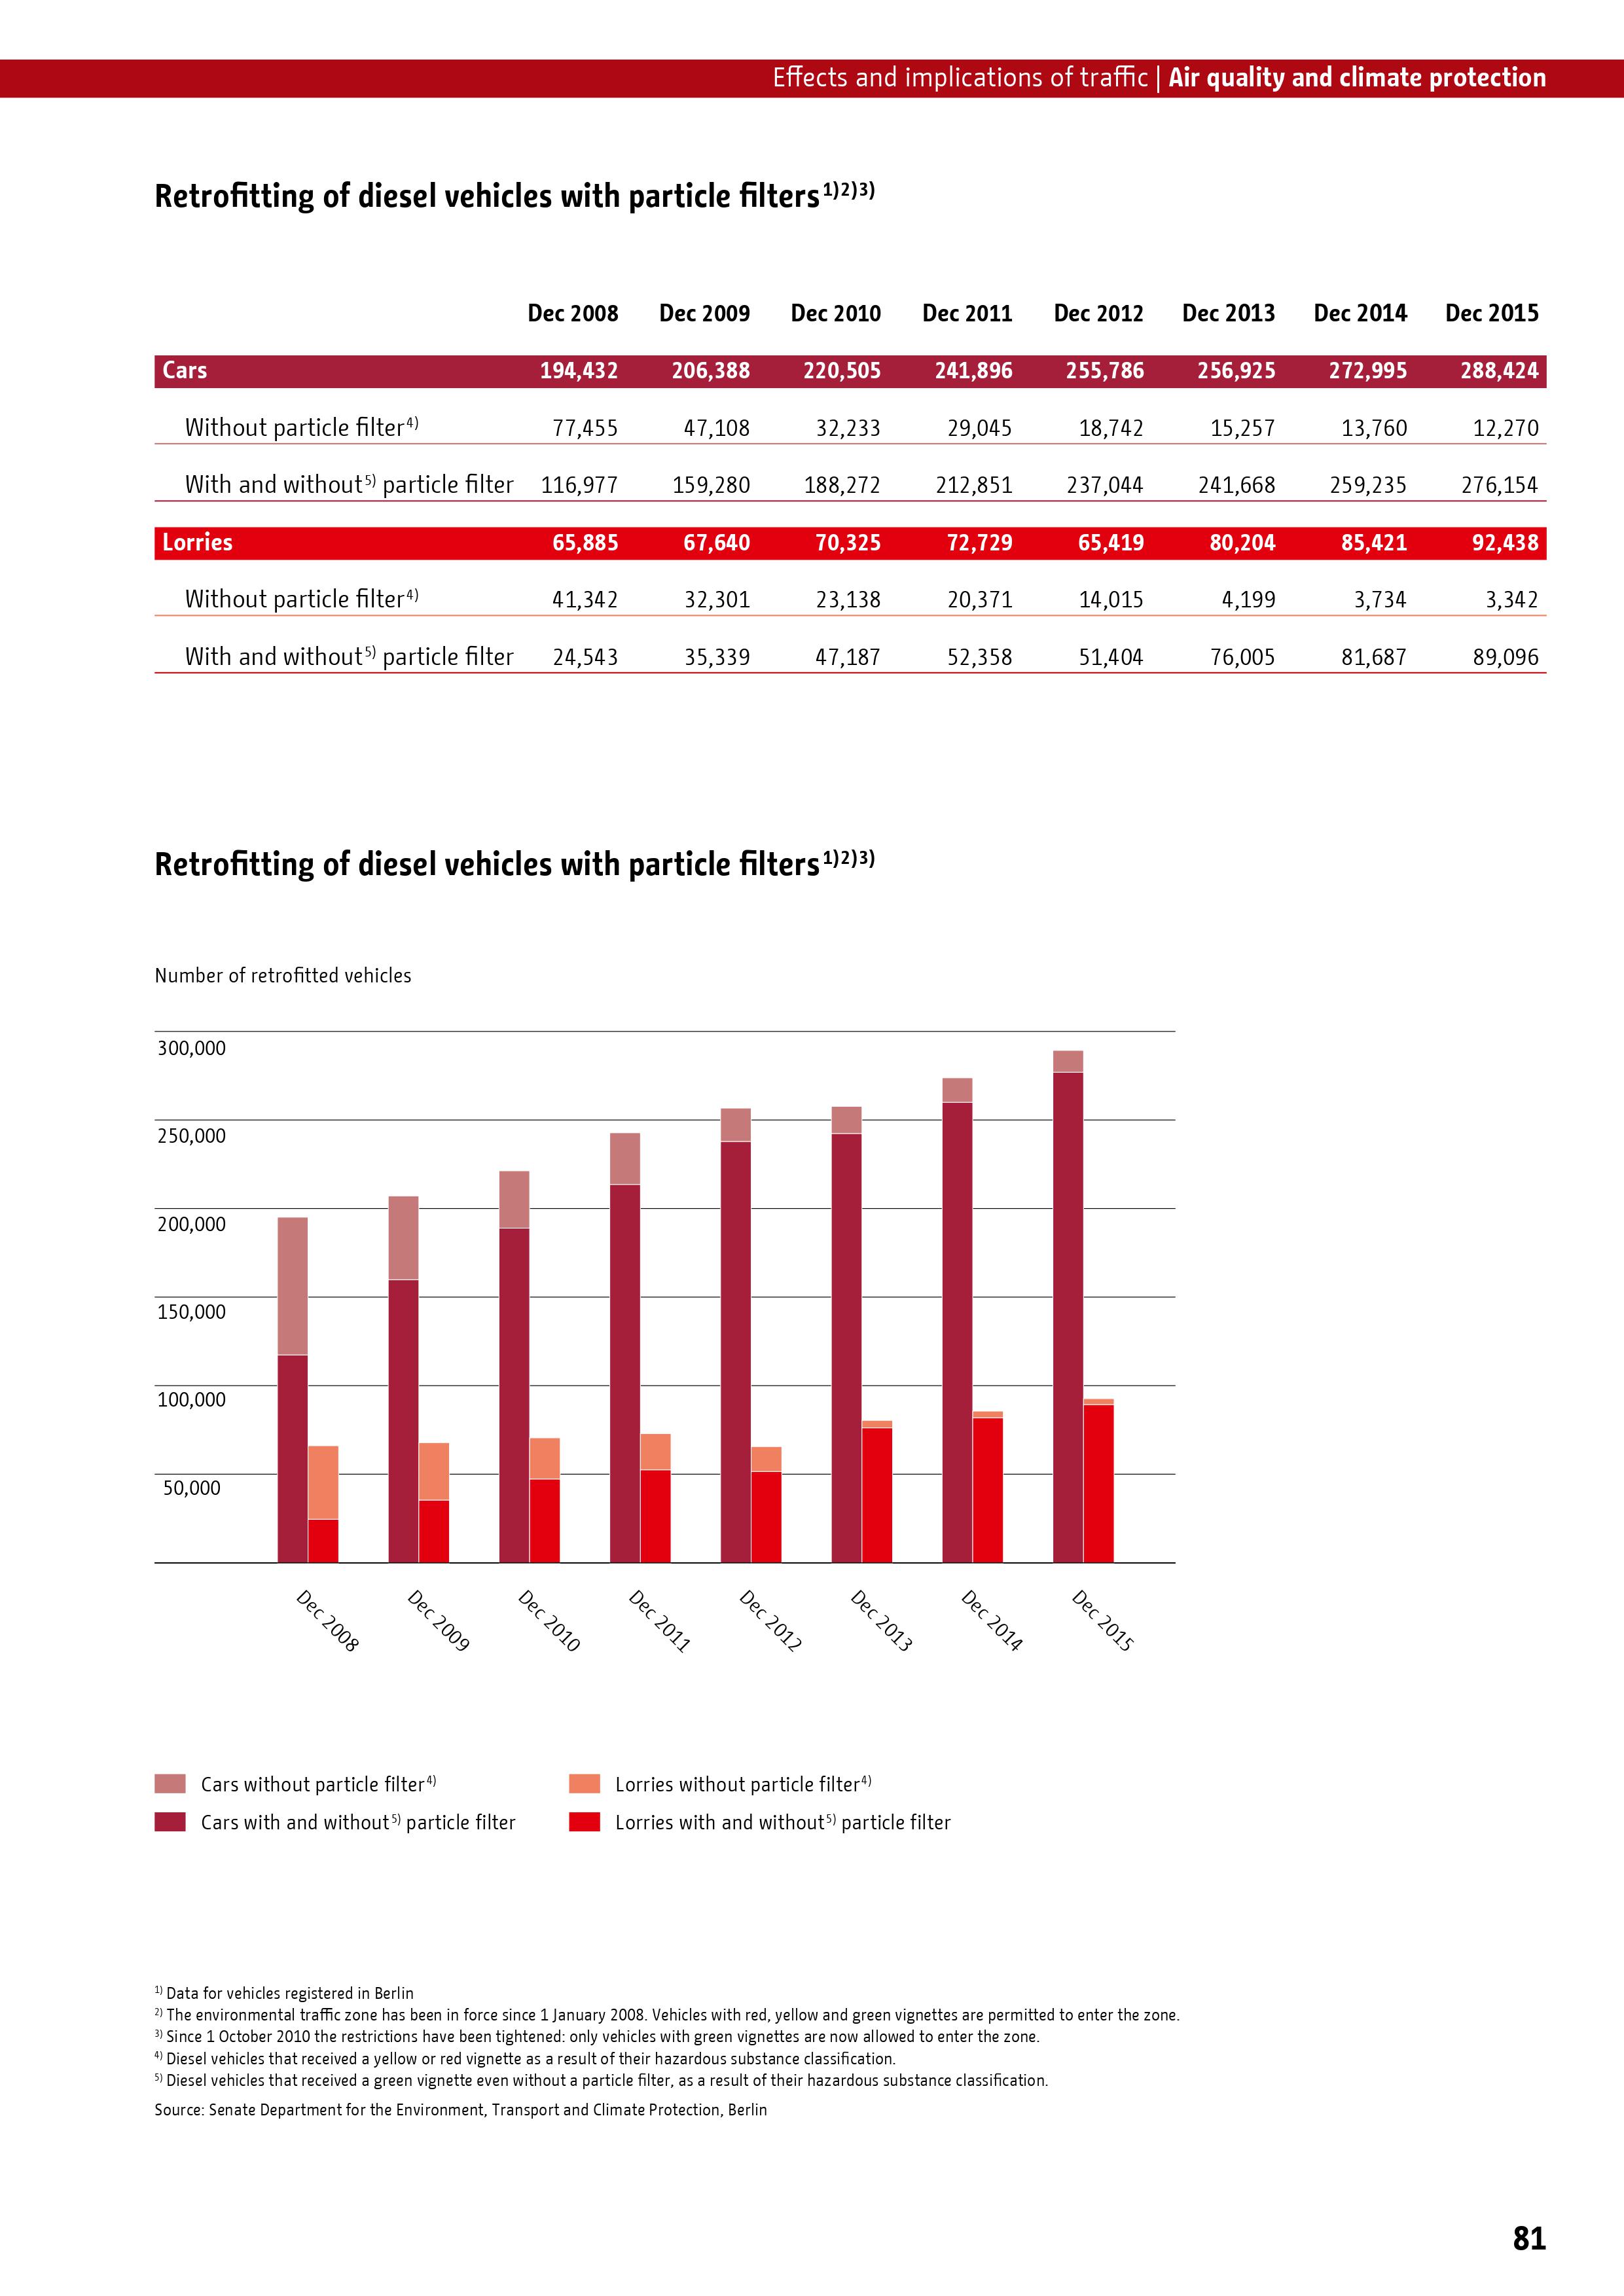 Effects and implications of traffic | Air quality and climate protection
Retrofitting of diesel vehicles with particle filters 1)2)3)
Dec 2008 Dec 2009 Dec 2010 Dec 2011 Dec 2012 Dec 2013 Dec 2014 Dec 2015
Cars 194,432 206,388 220,505 241,896 255,786 256,925 272,995 288,424
Without particle filter 4) 77,455 47,108 32,233 29,045 18,742 15,257 13,760 12,270
With and without 5) particle filter 116,977 159,280 188,272 212,851 237,044 241,668 259,235 276,154
Lorries 65,885 67,640 70,325 72,729 65,419 80,204 85,421 92,438
Without particle filter 4) 41,342 32,301 23,138 20,371 14,015 4,199 3,734 3,342
With and without 5) particle filter 24,543 35,339 47,187 52,358 51,404 76,005 81,687 89,096
Retrofitting of diesel vehicles with particle filters 1)2)3)
Number of retrofitted vehicles
300,000
250,000
200,000
150,000
100,000
50,000
Dec 2008 Dec 2009 Dec 2010 Dec 2011 Dec 2012 Dec 2013 Dec 2014 Dec 2015
Cars without particle filter 4) Lorries without particle filter 4)
Cars with and without 5) particle filter Lorries with and without 5) particle filter
1) Data for vehicles registered in Berlin
2) The environmental traffic zone has been in force since 1 January 2008. Vehicles with red, yellow and green vignettes are permitted to enter the zone.
3) Since 1 October 2010 the restrictions have been tightened: only vehicles with green vignettes are now allowed to enter the zone.
4) Diesel vehicles that received a yellow or red vignette as a result of their hazardous substance classification.
5) Diesel vehicles that received a green vignette even without a particle filter, as a result of their hazardous substance classification.
Source: Senate Department for the Environment, Transport and Climate Protection, Berlin
81